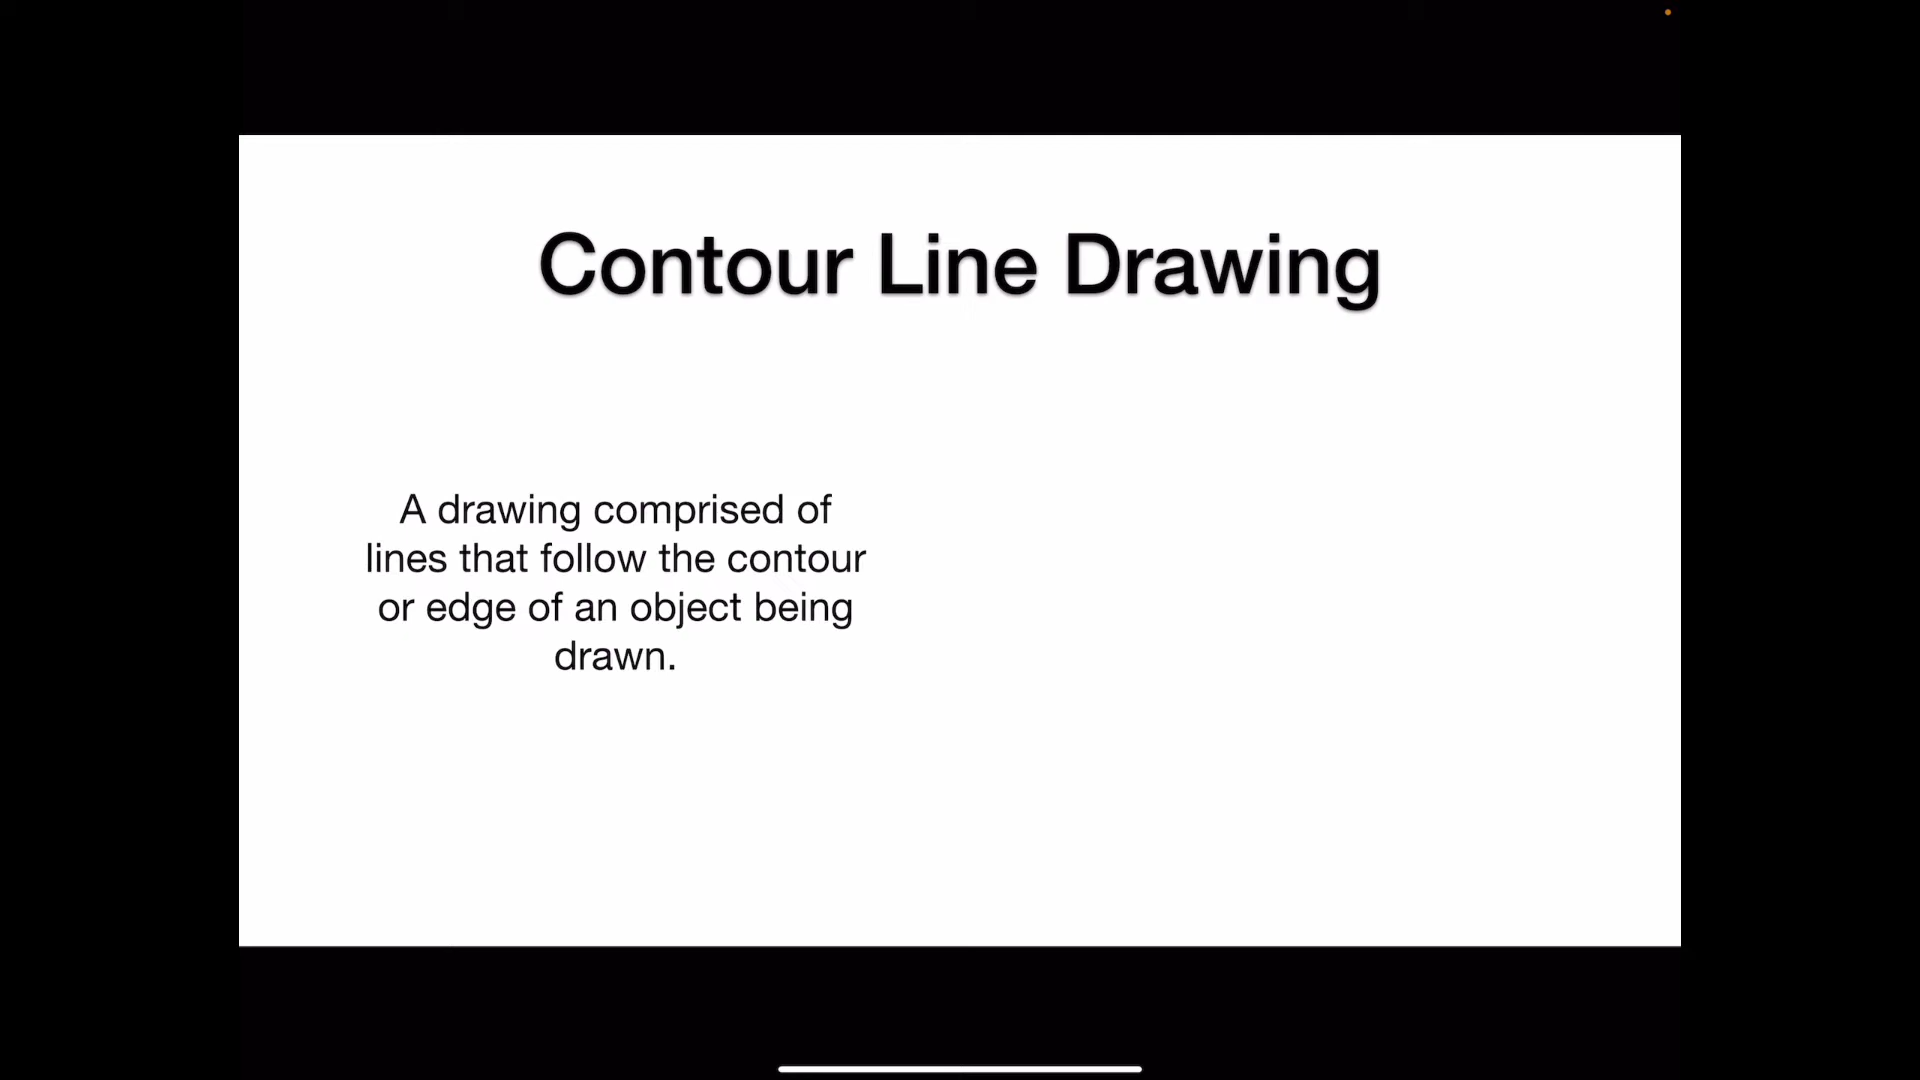 Contour Line Drawing
A drawing comprised of
lines that follow the contour
or edge of an object being
drawn.